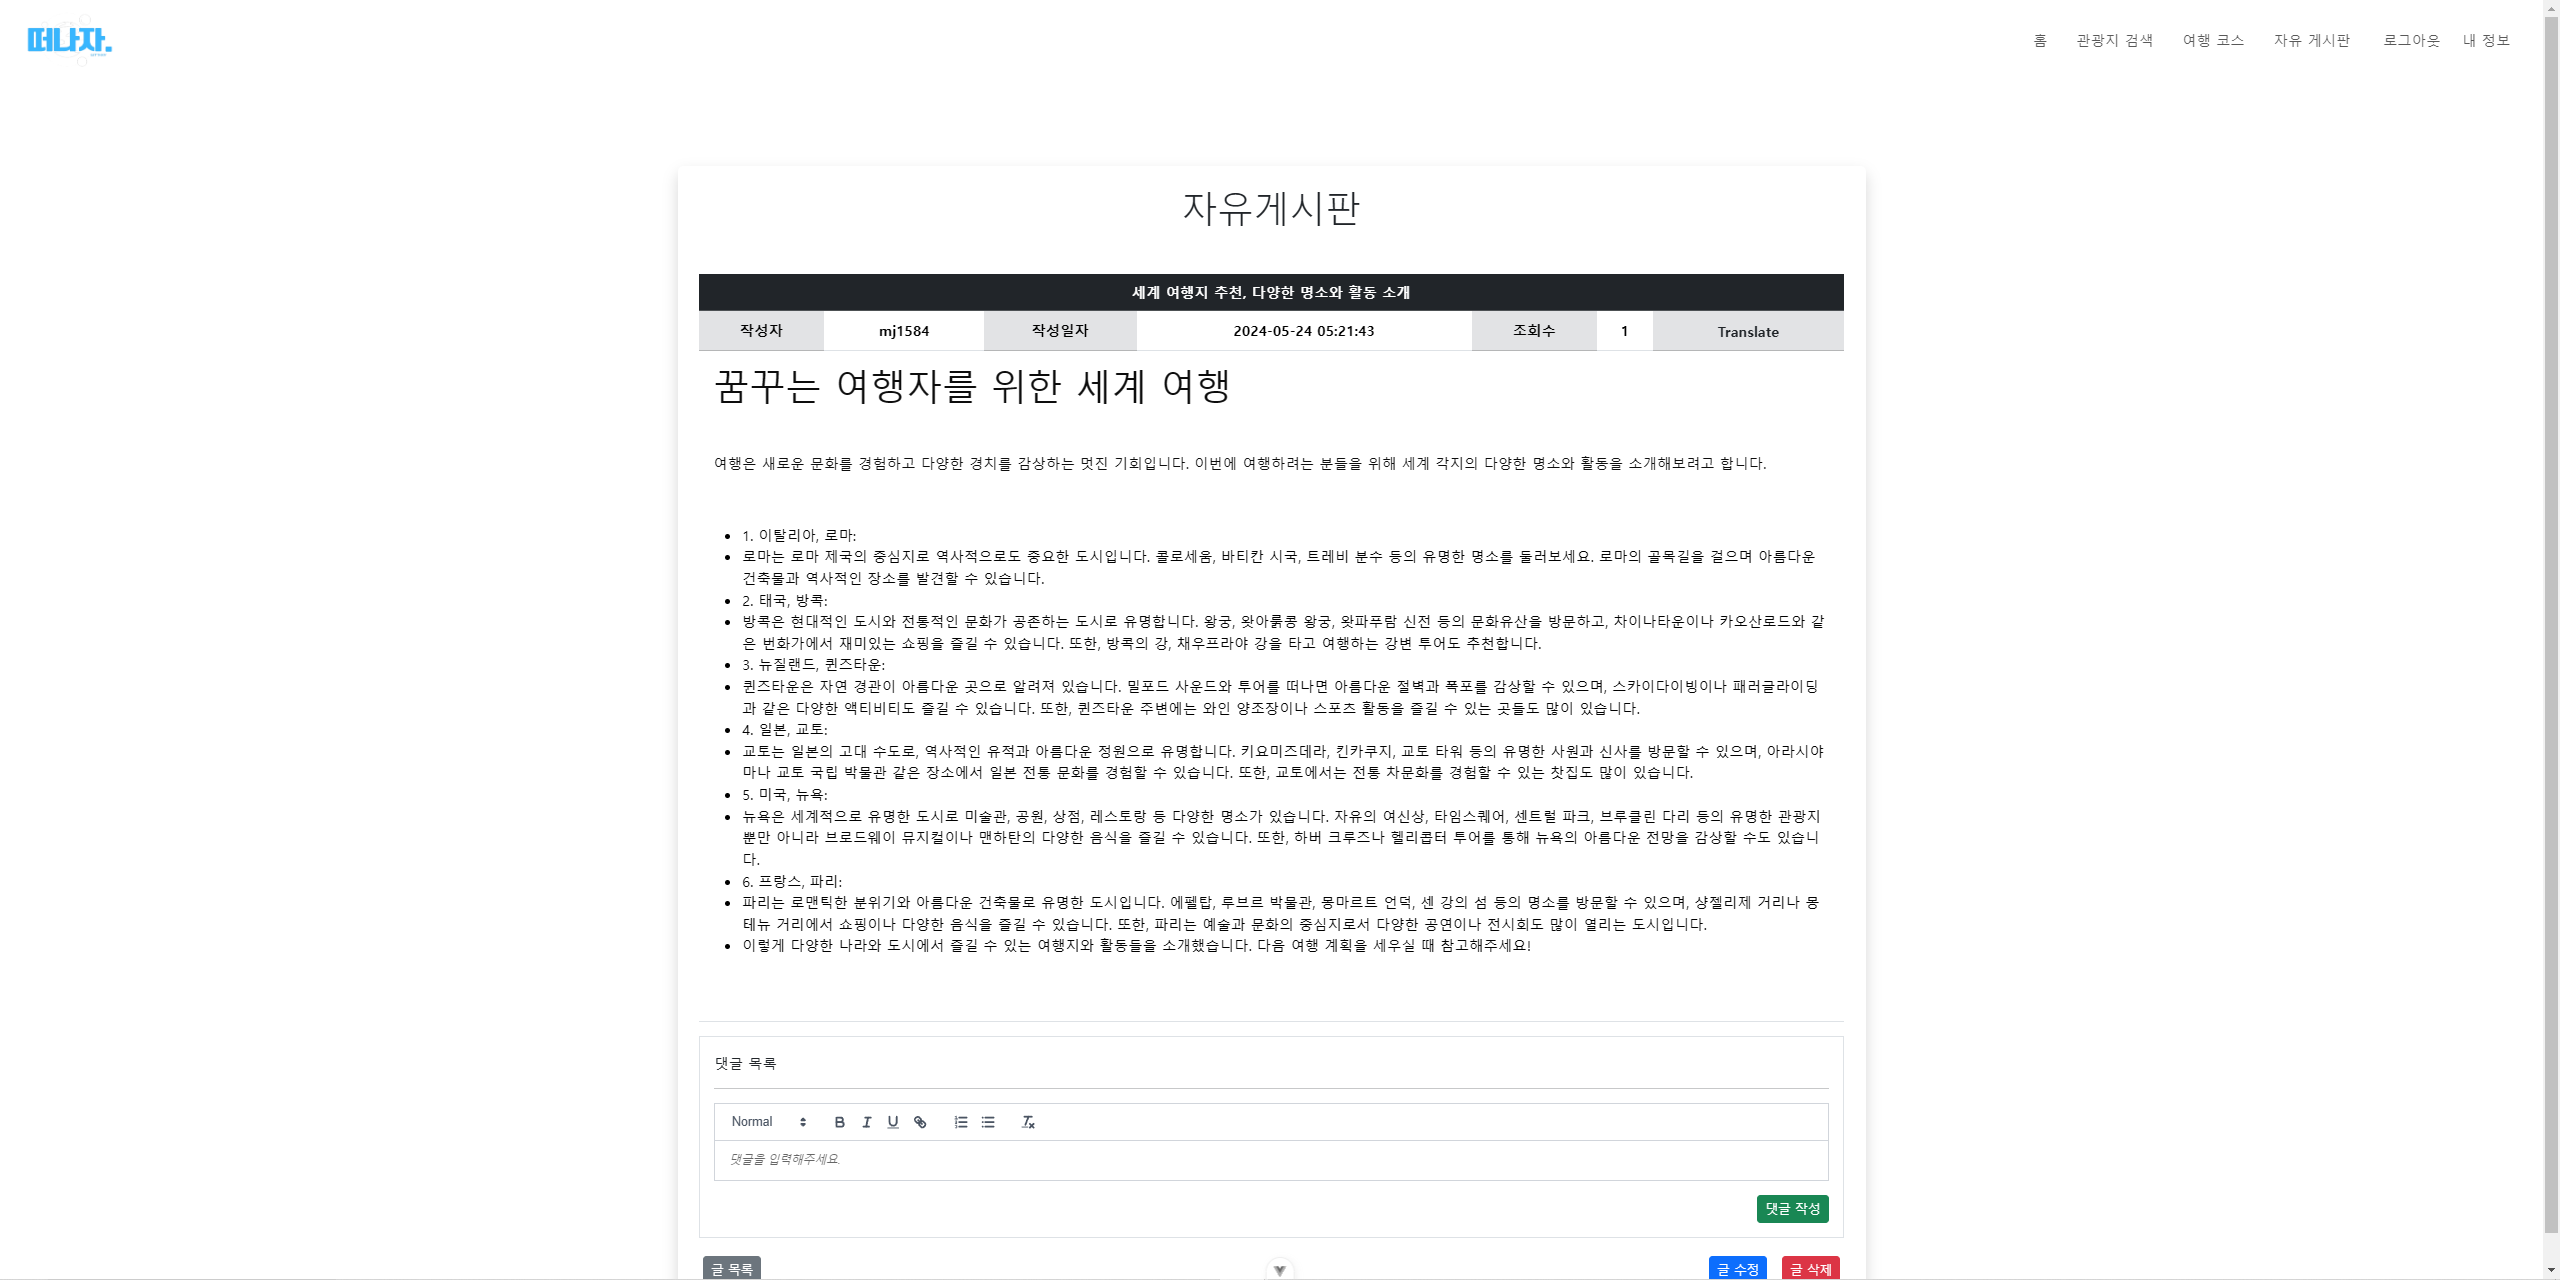 떠나자.
홈 관광지 검색 여행 코스 자유 게시판 로그아웃 내 정보
자유게시판
세계 여행지 추천, 다양한 명소와 활동 소개
작성자 mj1584 작성일자 2024-05-24 05:21:43 조회수 1 Translate
꿈꾸는 여행자를 위한 세계 여행
여행은 새로운 문화를 경험하고 다양한 경치를 감상하는 멋진 기회입니다. 이번에 여행하려는 분들을 위해 세계 각지의 다양한 명소와 활동을 소개해보려고 합니다.
1. 이탈리아, 로마:
로마는 로마 제국의 중심지로 역사적으로도 중요한 도시입니다. 콜로세움, 바티칸 시국, 트레비 분수 등의 유명한 명소를 둘러보세요. 로마의 골목길을 걸으며 아름다운
건축물과 역사적인 장소를 발견할 수 있습니다.
2. 태국, 방콕:
방콕은 현대적인 도시와 전통적인 문화가 공존하는 도시로 유명합니다. 왕궁, 왓아룱콩 왕궁, 왓파푸람 신전 등의 문화유산을 방문하고, 차이나타운이나 카오산로드와 같
은 번화가에서 재미있는 쇼핑을 즐길 수 있습니다. 또한, 방콕의 강, 채우프라야 강을 타고 여행하는 강변 투어도 추천합니다.
3. 뉴질랜드, 퀸즈타운:
퀸즈타운은 자연 경관이 아름다운 곳으로 알려져 있습니다. 밀포드 사운드와 투어를 떠나면 아름다운 절벽과 폭포를 감상할 수 있으며, 스카이다이빙이나 패러글라이딩
과 같은 다양한 액티비티도 즐길 수 있습니다. 또한, 퀸즈타운 주변에는 와인 양조장이나 스포츠 활동을 즐길 수 있는 곳들도 많이 있습니다.
4. 일본, 교토:
교토는 일본의 고대 수도로, 역사적인 유적과 아름다운 정원으로 유명합니다. 키요미즈데라, 킨카쿠지, 교토 타워 등의 유명한 사원과 신사를 방문할 수 있으며, 아라시야
마나 교토 국립 박물관 같은 장소에서 일본 전통 문화를 경험할 수 있습니다. 또한, 교토에서는 전통 차문화를 경험할 수 있는 찻집도 많이 있습니다.
5. 미국, 뉴욕:
뉴욕은 세계적으로 유명한 도시로 미술관, 공원, 상점, 레스토랑 등 다양한 명소가 있습니다. 자유의 여신상, 타임스퀘어, 센트럴 파크, 브루클린 다리 등의 유명한 관광지
뿐만 아니라 브로드웨이 뮤지컬이나 맨하탄의 다양한 음식을 즐길 수 있습니다. 또한, 하버 크루즈나 헬리콥터 투어를 통해 뉴욕의 아름다운 전망을 감상할 수도 있습니
다.
6. 프랑스, 파리:
파리는 로맨틱한 분위기와 아름다운 건축물로 유명한 도시입니다. 에펠탑, 루브르 박물관, 몽마르트 언덕, 센 강의 섬 등의 명소를 방문할 수 있으며, 샹젤리제 거리나 몽
테뉴 거리에서 쇼핑이나 다양한 음식을 즐길 수 있습니다. 또한, 파리는 예술과 문화의 중심지로서 다양한 공연이나 전시회도 많이 열리는 도시입니다.
이렇게 다양한 나라와 도시에서 즐길 수 있는 여행지와 활동들을 소개했습니다. 다음 여행 계획을 세우실 때 참고해주세요!
댓글 목록
Normal
댓글을 입력해주세요.
댓글 작성
글 목록 글 수정 글 삭제